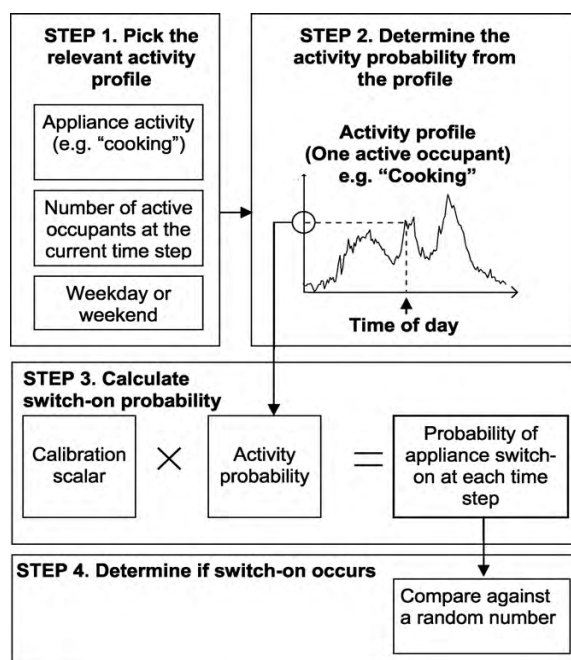 STEP 1. Pick the
relevant activity
profile
Appliance activity
(e.g. “cooking”)
Number of active
occupants at the
current time step
Weekday or
weekend
STEP 2. Determine the
activity probability from
the profile
Activity profile
(One active occupant)
e.g. “Cooking”
Time of day
STEP 3. Calculate
switch-on probability
Calibration
scalar
×
Activity
probability
=
Probability of
appliance switch-
on at each time
step
STEP 4. Determine if switch-on occurs
Compare against
a random number